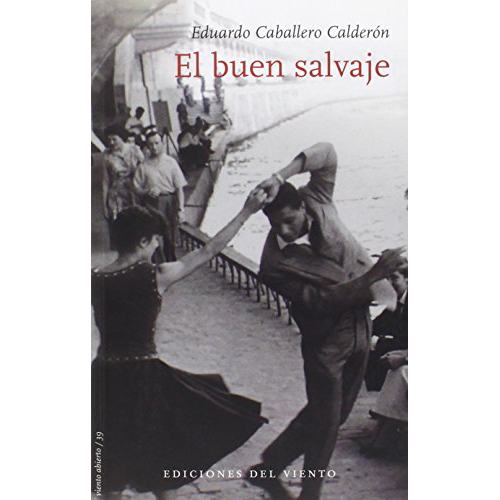 Eduardo Caballero Calderón
El buen salvaje
viento abierto / 39
EDICIONES DEL VIENTO